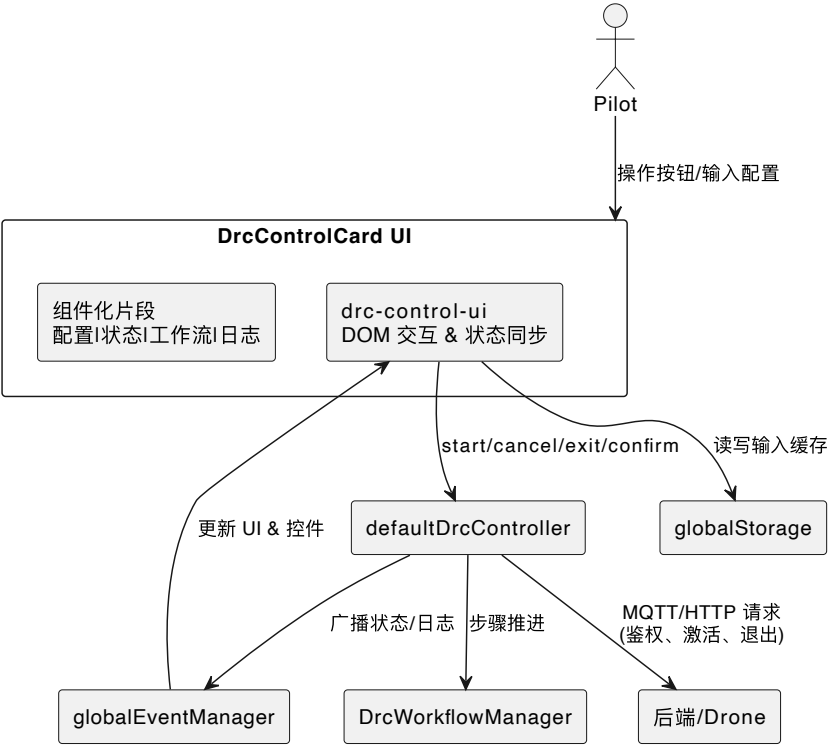 Pilot
操作按钮/输入配置
DrcControlCard UI
组件化片段
配置|状态|工作流|日志
drc-control-ui
DOM 交互 & 状态同步
start/cancel/exit/confirm
读写输入缓存
更新 UI & 控件
defaultDrcController
globalStorage
广播状态/日志
步骤推进
MQTT/HTTP 请求
(鉴权、激活、退出)
globalEventManager
DrcWorkflowManager
后端/Drone